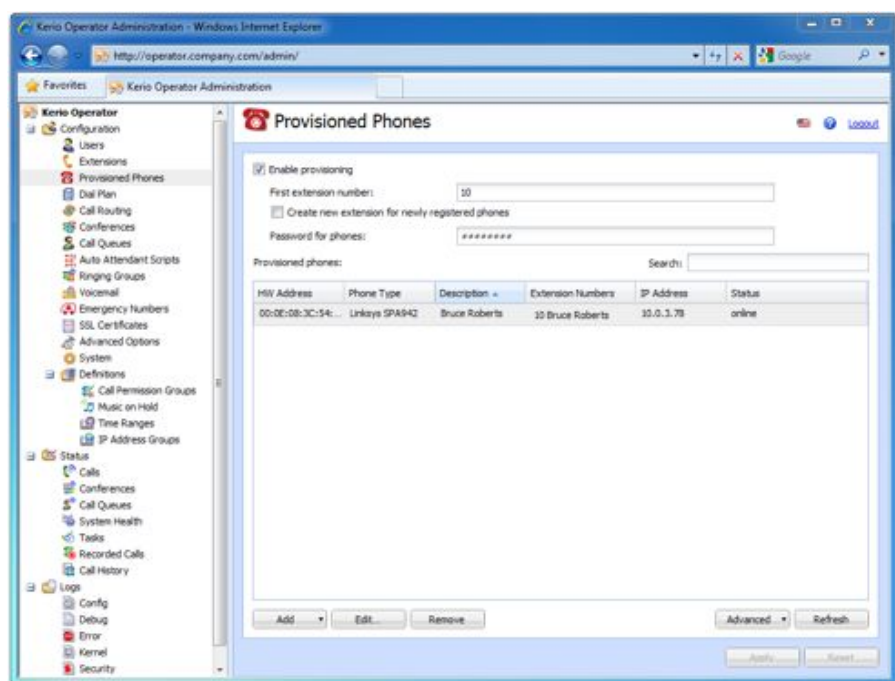 Kerio Operator Administration - Windows Internet Explorer
http://operator.company.com/admin/
Google
Favorites
Kerio Operator Administration
Kerio Operator
Configuration
Users
Extensions
Provisioned Phones
Dial Plan
Call Routing
Conferences
Call Queues
Auto Attendant Scripts
Ringing Groups
Voicemail
Emergency Numbers
SSL Certificates
Advanced Options
System
Definitions
Call Permission Groups
Music on Hold
Time Ranges
IP Address Groups
Status
Calls
Conferences
Call Queues
System Health
Tasks
Recorded Calls
Call History
Logs
Config
Debug
Error
Kernel
Security
Provisioned Phones
Logout
Enable provisioning
First extension number: 10
Create new extension for newly registered phones
Password for phones: ********
Provisioned phones: Search:
HW Address Phone Type Description Extension Numbers IP Address Status
00:0E:08:3C:54:... Linksys SPA942 Bruce Roberts 10 Bruce Roberts 10.0.3.78 online
Add Edit... Remove Advanced Refresh
Apply Reset